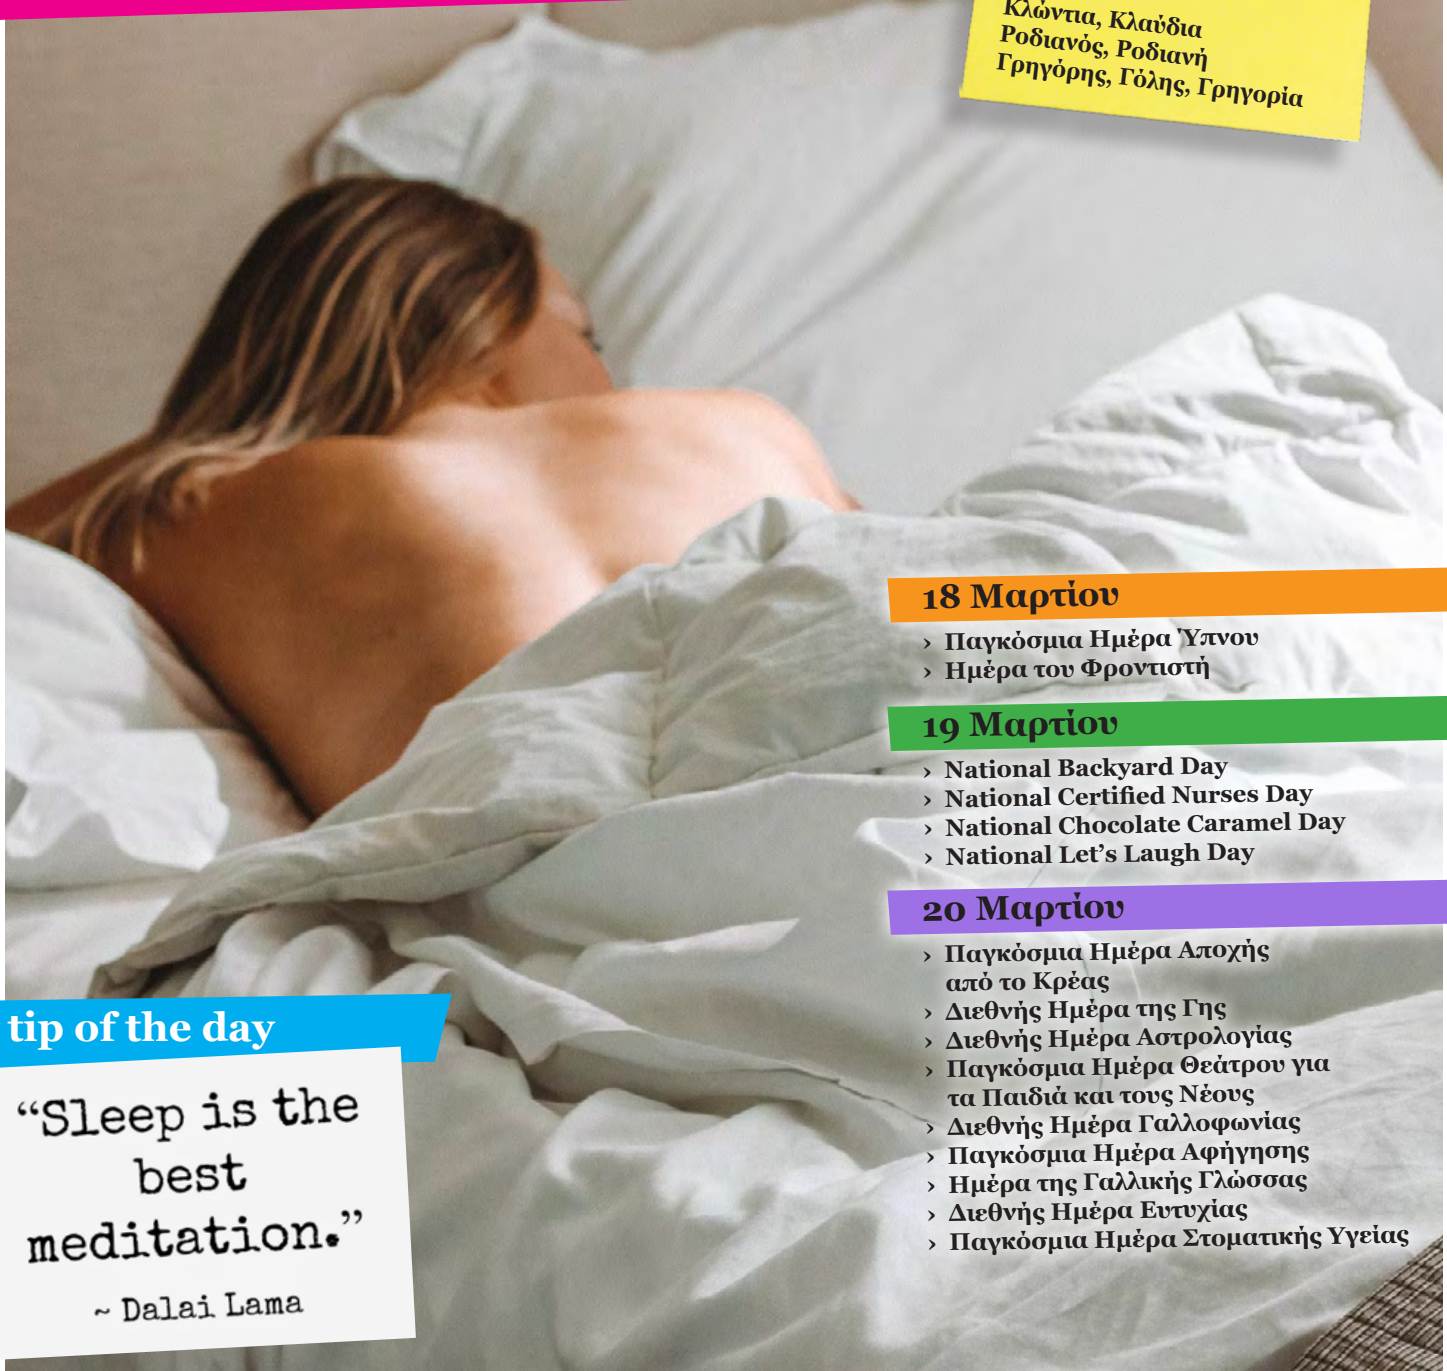 Κλώντια, Κλαύδια
Ροδιανός, Ροδιανή
Γρηγόρης, Γόλης, Γρηγορία
18 Μαρτίου
› Παγκόσμια Ημέρα Ύπνου
› Ημέρα του Φροντιστή
19 Μαρτίου
› National Backyard Day
› National Certified Nurses Day
› National Chocolate Caramel Day
› National Let’s Laugh Day
20 Μαρτίου
› Παγκόσμια Ημέρα Αποχής
από το Κρέας
› Διεθνής Ημέρα της Γης
› Διεθνής Ημέρα Αστρολογίας
› Παγκόσμια Ημέρα Θεάτρου για
τα Παιδιά και τους Νέους
› Διεθνής Ημέρα Γαλλοφωνίας
› Παγκόσμια Ημέρα Αφήγησης
› Ημέρα της Γαλλικής Γλώσσας
› Διεθνής Ημέρα Ευτυχίας
› Παγκόσμια Ημέρα Στοματικής Υγείας
tip of the day
“Sleep is the
best
meditation.”
~ Dalai Lama